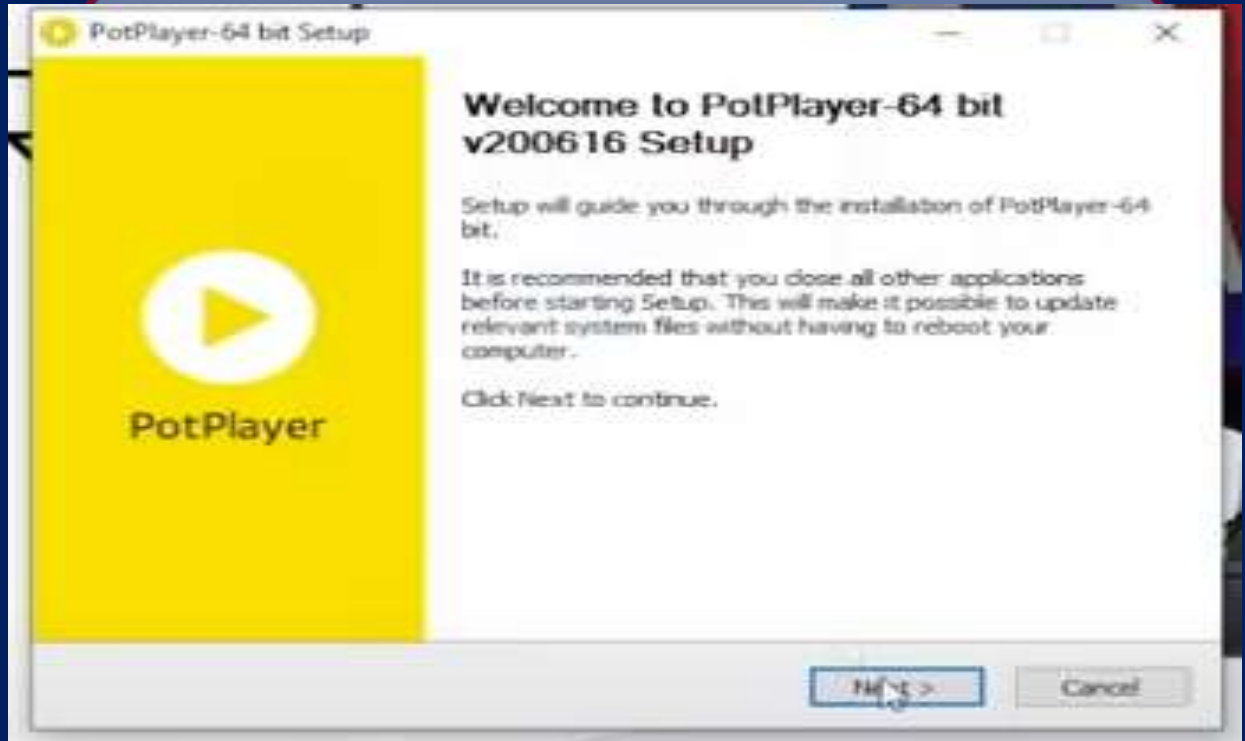 PotPlayer-64 bit Setup
Welcome to PotPlayer-64 bit
v200616 Setup
Setup will guide you through the installation of PotPlayer-64
bit.
It is recommended that you close all other applications
before starting Setup. This will make it possible to update
relevant system files without having to reboot your
computer.
Click Next to continue.
PotPlayer
Next >
Cancel